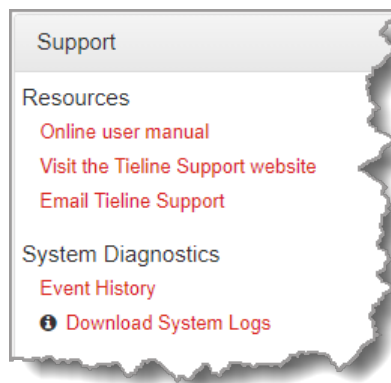 Support
Resources
Online user manual
Visit the Tieline Support website
Email Tieline Support
System Diagnostics
Event History
Download System Logs